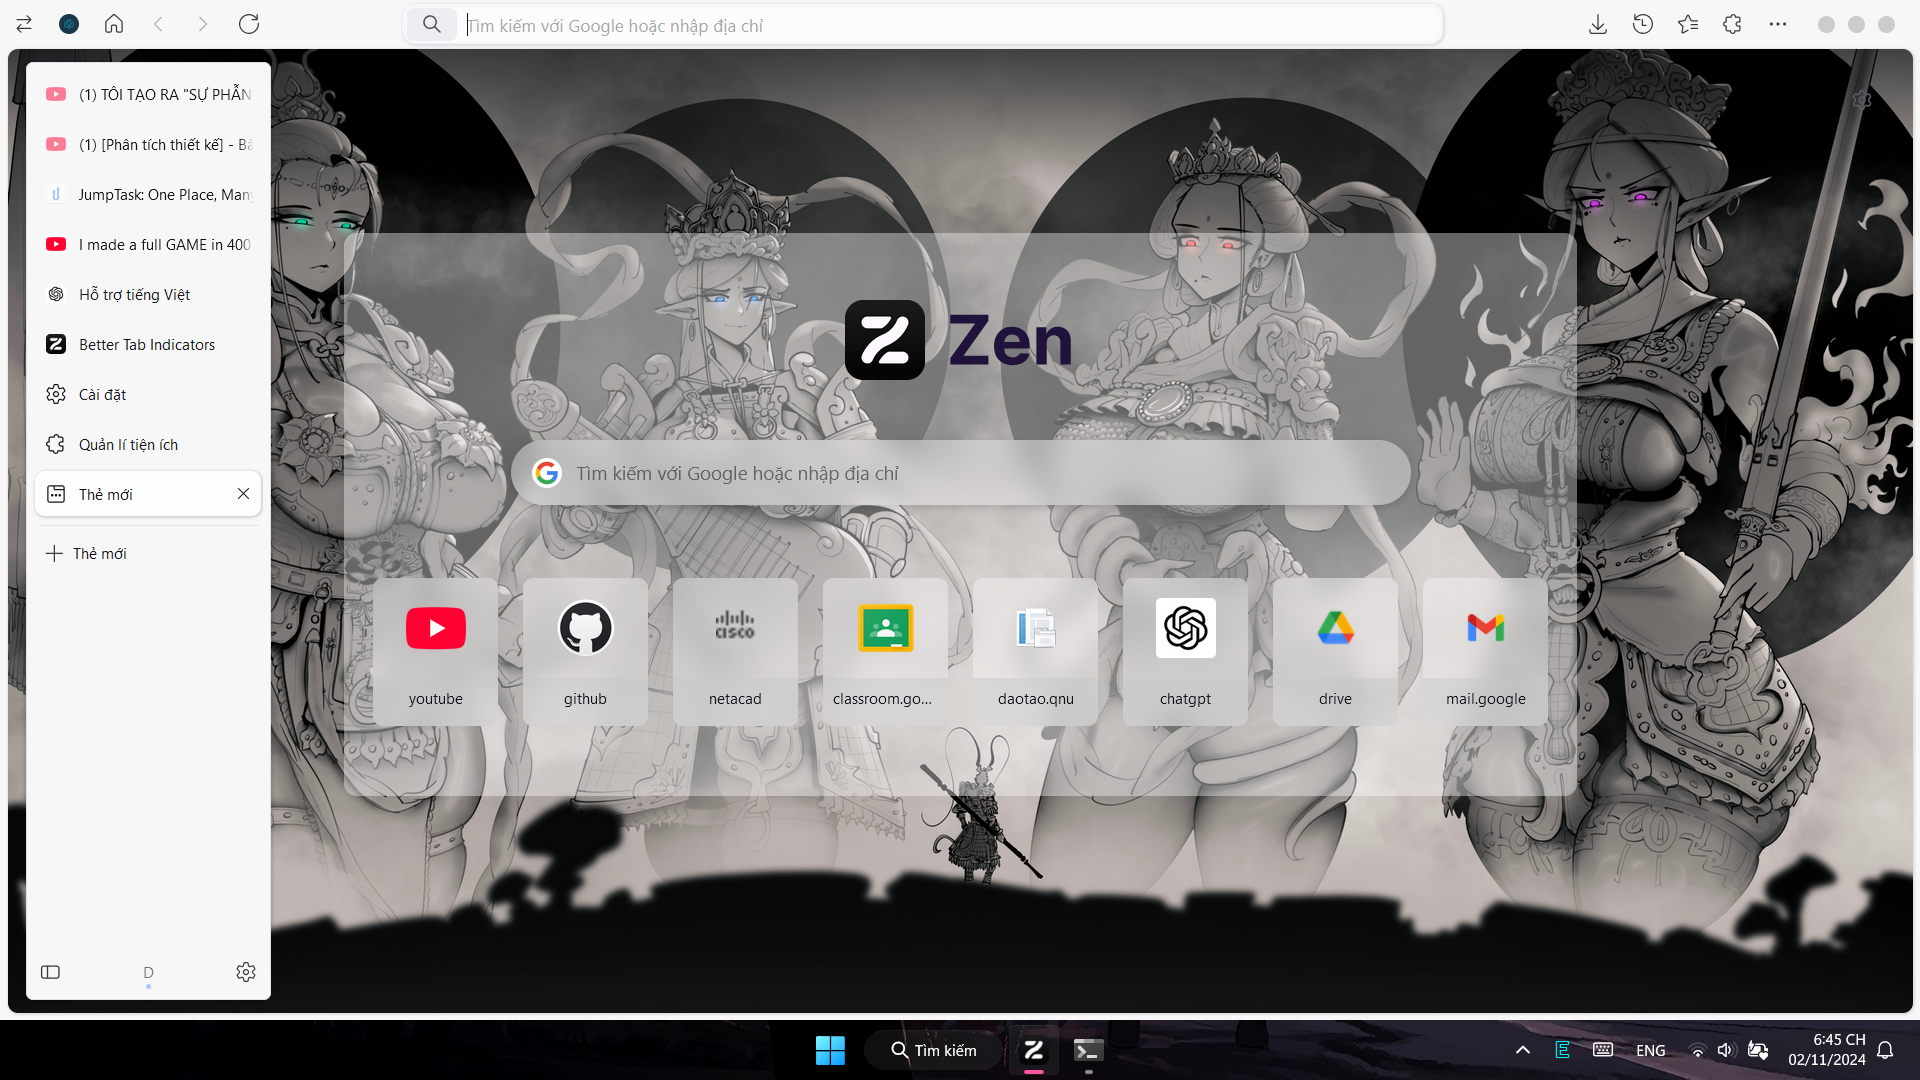 Tìm kiếm với Google hoặc nhập địa chỉ
(1) TÔI TẠO RA "SỰ PHẪN
(1) [Phân tích thiết kế] - Bà
JumpTask: One Place, Many
I made a full GAME in 400
Hỗ trợ tiếng Việt
Better Tab Indicators
Cài đặt
Quản lí tiện ích
Thẻ mới
Thẻ mới
D
Zen
Tìm kiếm với Google hoặc nhập địa chỉ
youtube
github
cisco
netacad
classroom.go...
daotao.qnu
chatgpt
drive
mail.google
Tìm kiếm
ENG
6:45 CH
02/11/2024